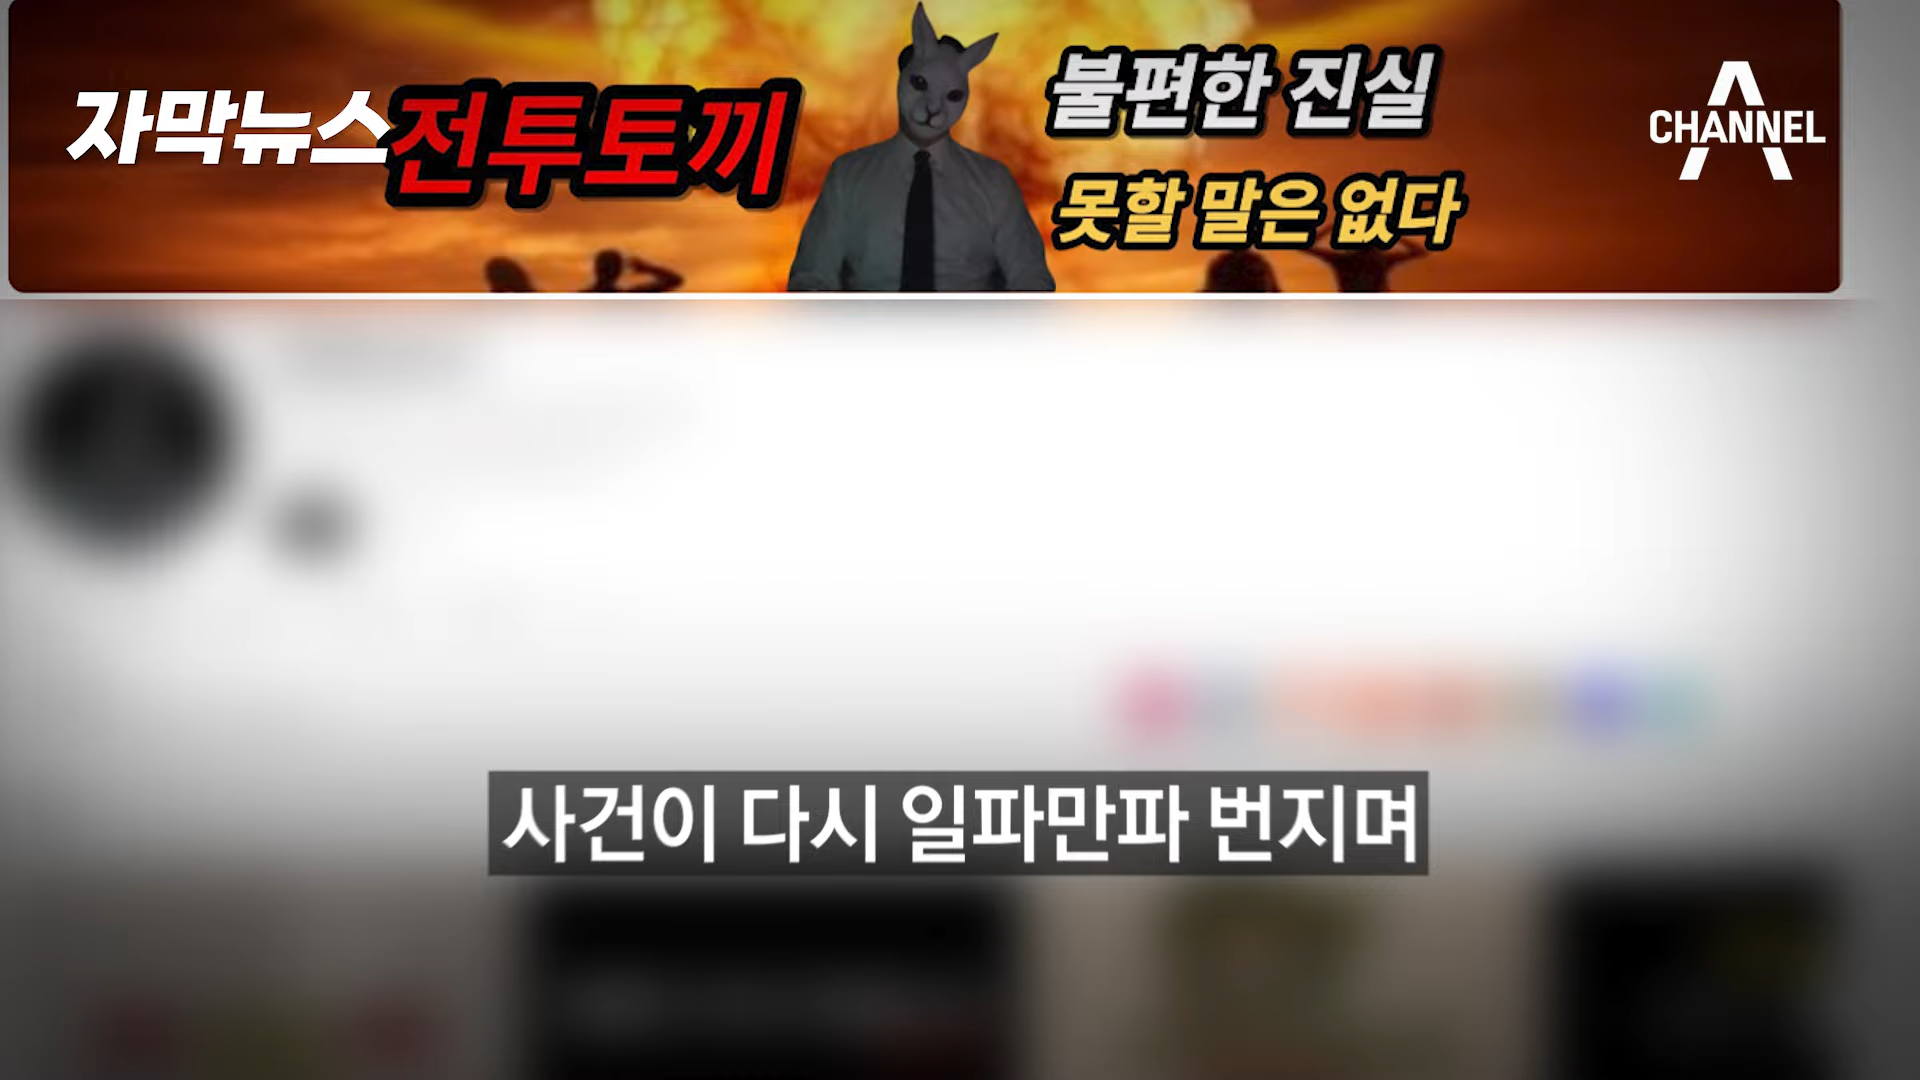 자막뉴스
전투토끼
불편한 진실
못할 말은 없다
CHANNEL A
사건이 다시 일파만파 번지며